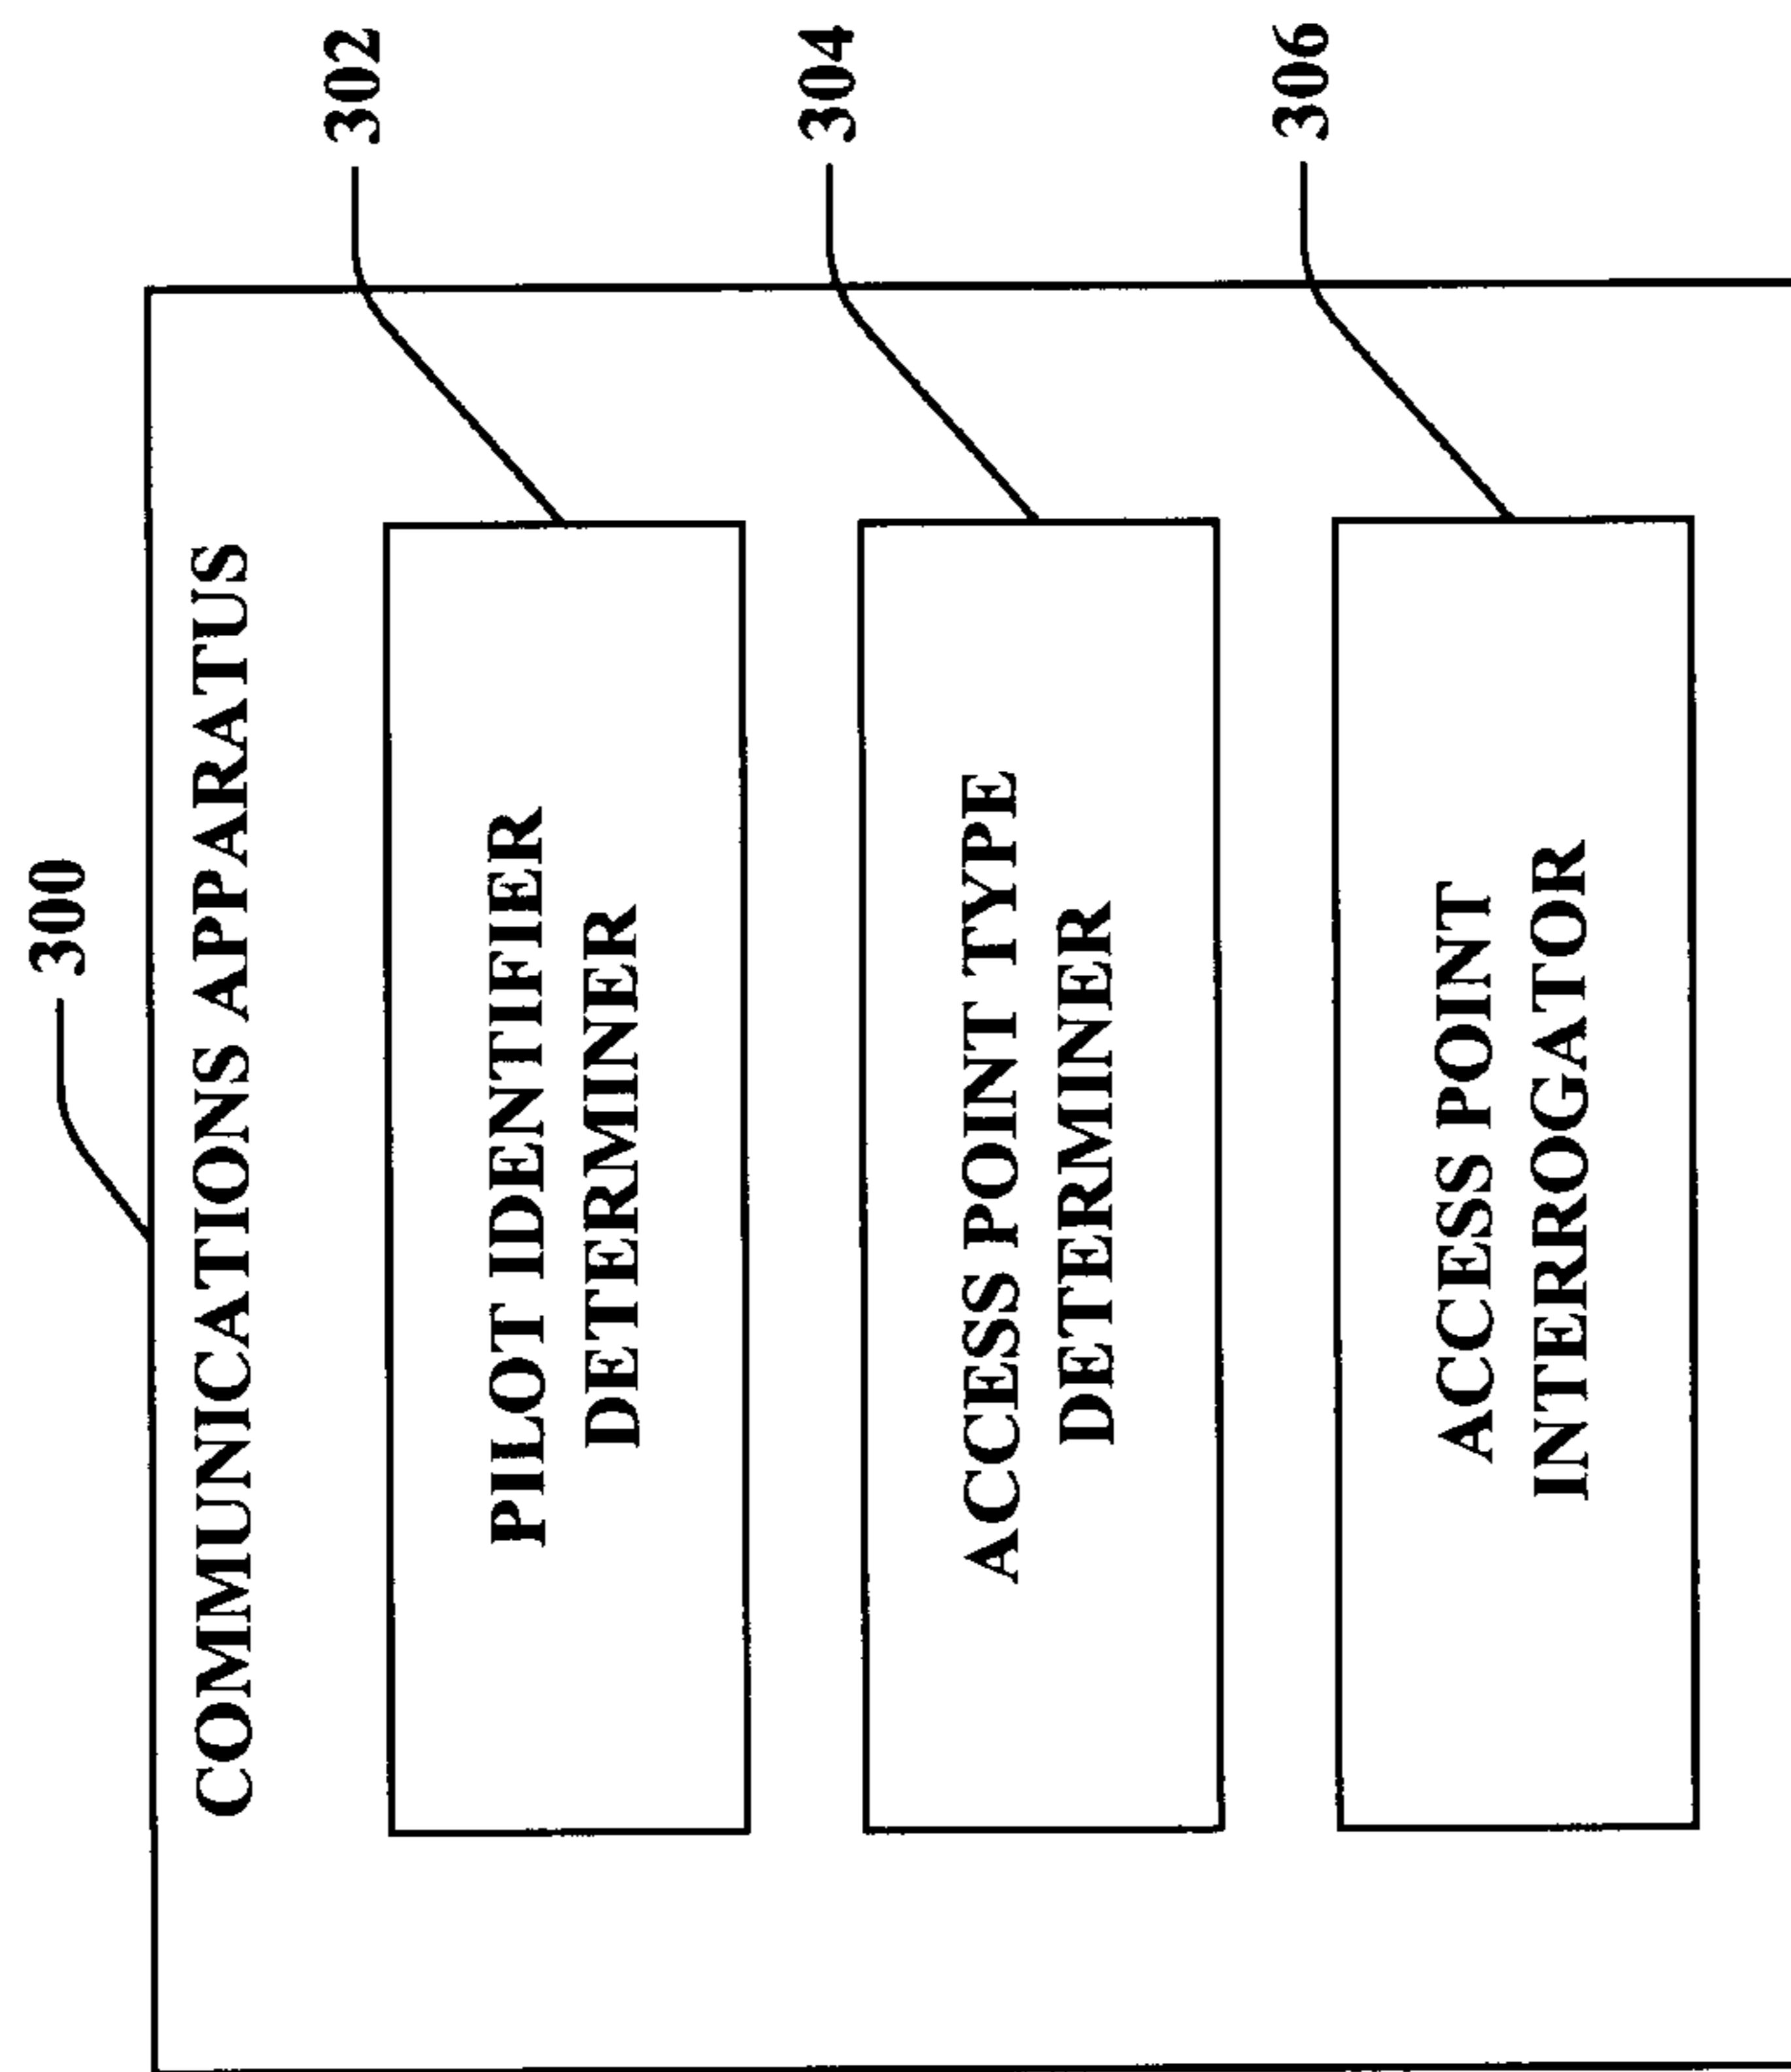 300
COMMUNICATIONS APPARATUS
302
PILOT IDENTIFIER
DETERMINER
304
ACCESS POINT TYPE
DETERMINER
306
ACCESS POINT
INTERROGATOR